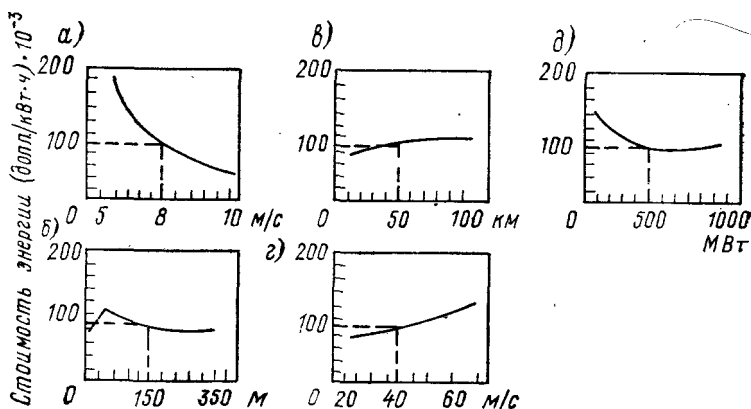 Стоимость энергии (долл/кВт·ч)·10⁻³
а)
200
100
0 5 8 10 м/с
в)
200
100
0 50 100 км
д)
200
100
0 500 1000
МВт
б)
200
100
0 150 350 м
г)
200
100
0 20 40 60 м/с